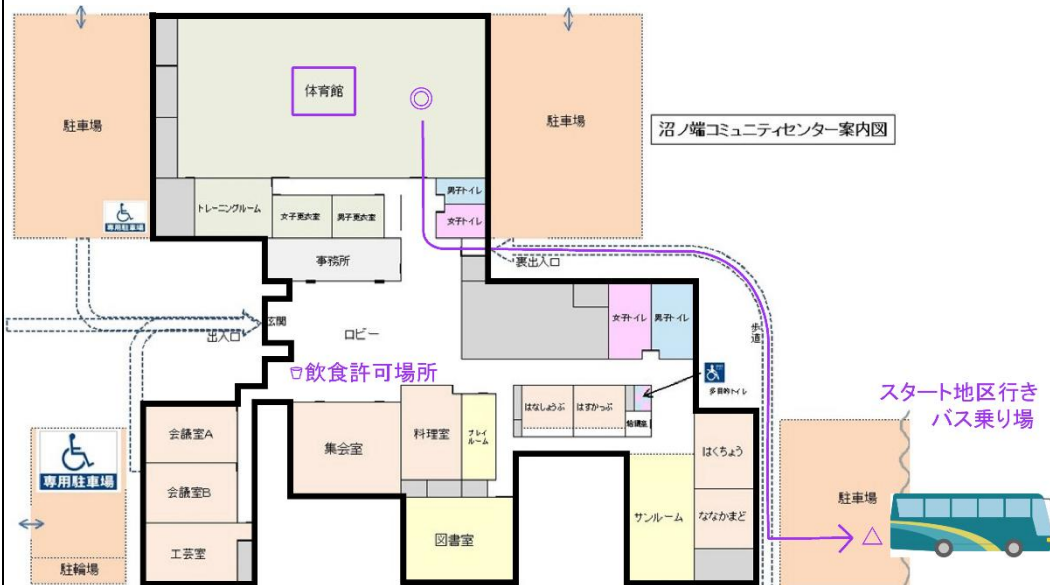 体育館
駐車場
駐車場
沼ノ端コミュニティセンター案内図
男子トイレ
トレーニングルーム
女子更衣室
男子更衣室
女子トイレ
専用駐車場
事務所
裏出入口
女子トイレ
男子トイレ
玄関
出入口
ロビー
歩道
飲食許可場所
多目的トイレ
スタート地区行き
バス乗り場
はなしょうぶ
はすかっぷ
給湯室
会議室A
集会室
料理室
プレイ
ルーム
はくちょう
専用駐車場
会議室B
駐車場
サンルーム
ななかまど
図書室
工芸室
駐輪場